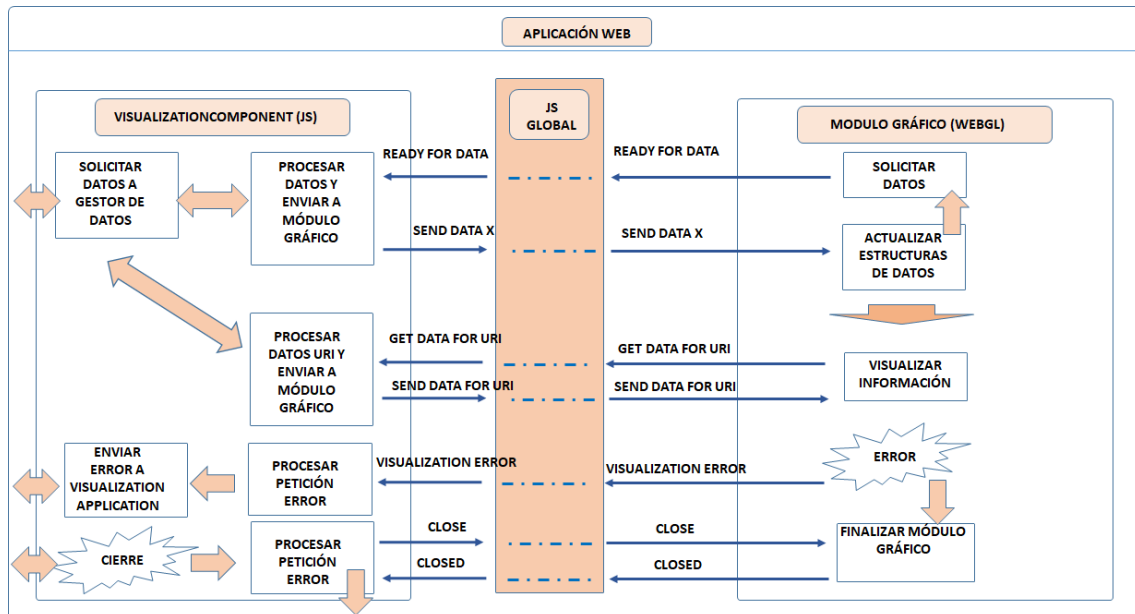 APLICACIÓN WEB
VISUALIZATIONCOMPONENT (JS)
JS
GLOBAL
MODULO GRÁFICO (WEBGL)
SOLICITAR
DATOS A
GESTOR DE
DATOS
PROCESAR
DATOS Y
ENVIAR A
MÓDULO
GRÁFICO
READY FOR DATA
READY FOR DATA
SOLICITAR
DATOS
SEND DATA X
SEND DATA X
ACTUALIZAR
ESTRUCTURAS
DE DATOS
PROCESAR
DATOS URI Y
ENVIAR A
MÓDULO
GRÁFICO
GET DATA FOR URI
GET DATA FOR URI
SEND DATA FOR URI
SEND DATA FOR URI
VISUALIZAR
INFORMACIÓN
ENVIAR
ERROR A
VISUALIZATION
APPLICATION
PROCESAR
PETICIÓN
ERROR
VISUALIZATION ERROR
VISUALIZATION ERROR
ERROR
CIERRE
PROCESAR
PETICIÓN
ERROR
CLOSE
CLOSE
CLOSED
CLOSED
FINALIZAR MÓDULO
GRÁFICO